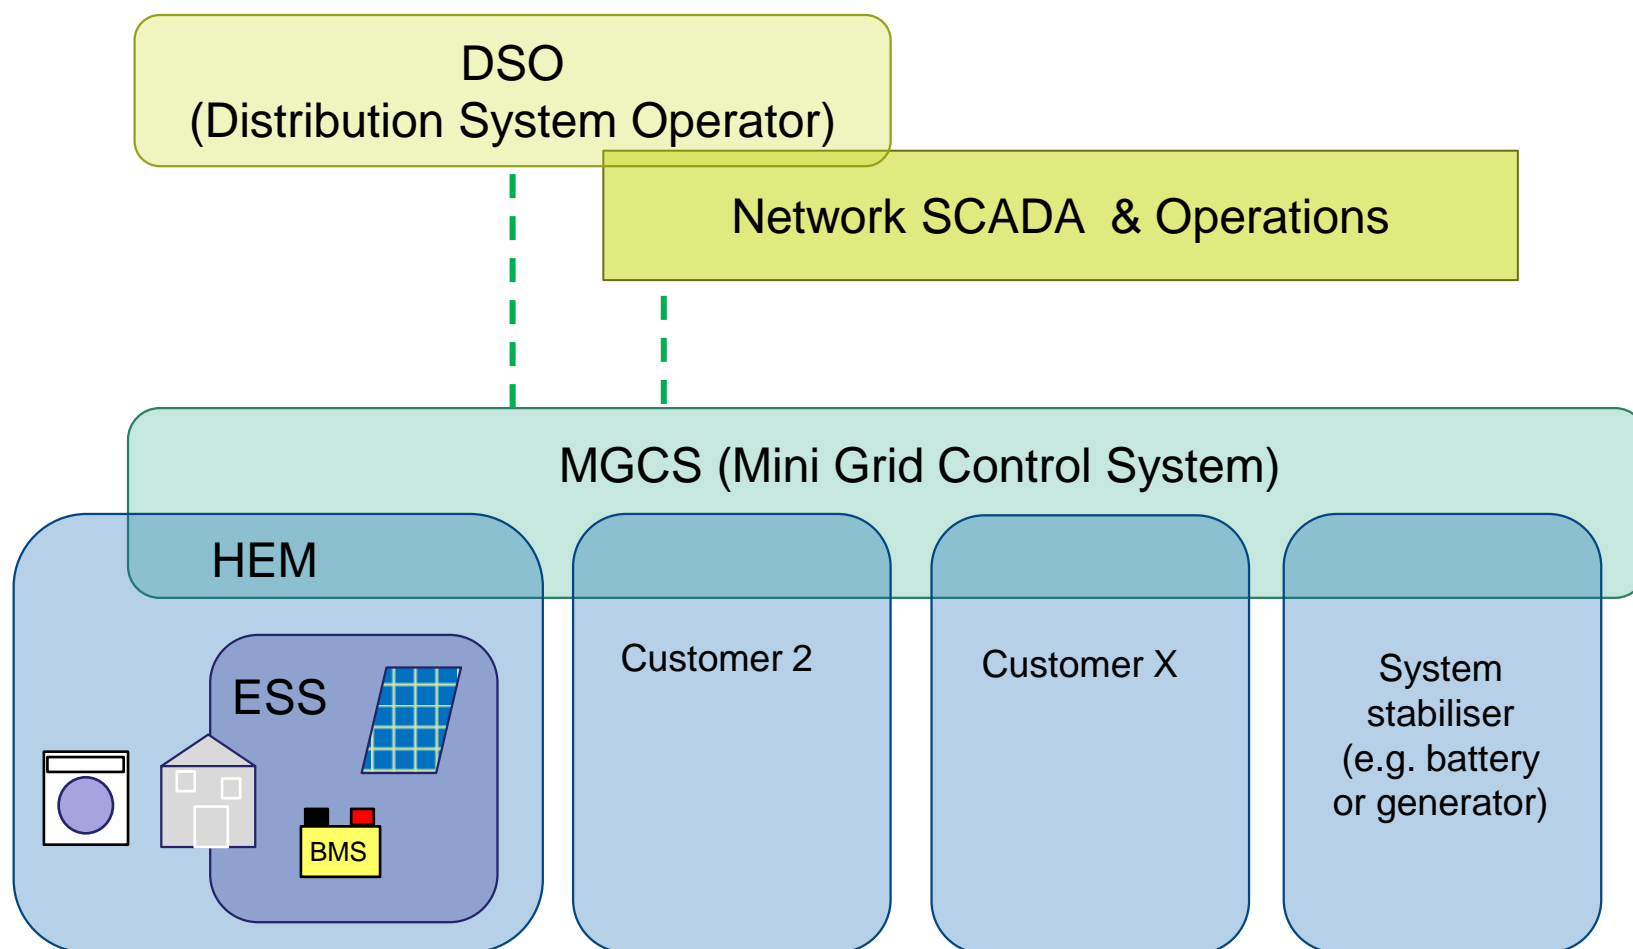 DSO
(Distribution System Operator)
Network SCADA & Operations
MGCS (Mini Grid Control System)
HEM
ESS
BMS
Customer 2
Customer X
System
stabiliser
(e.g. battery
or generator)